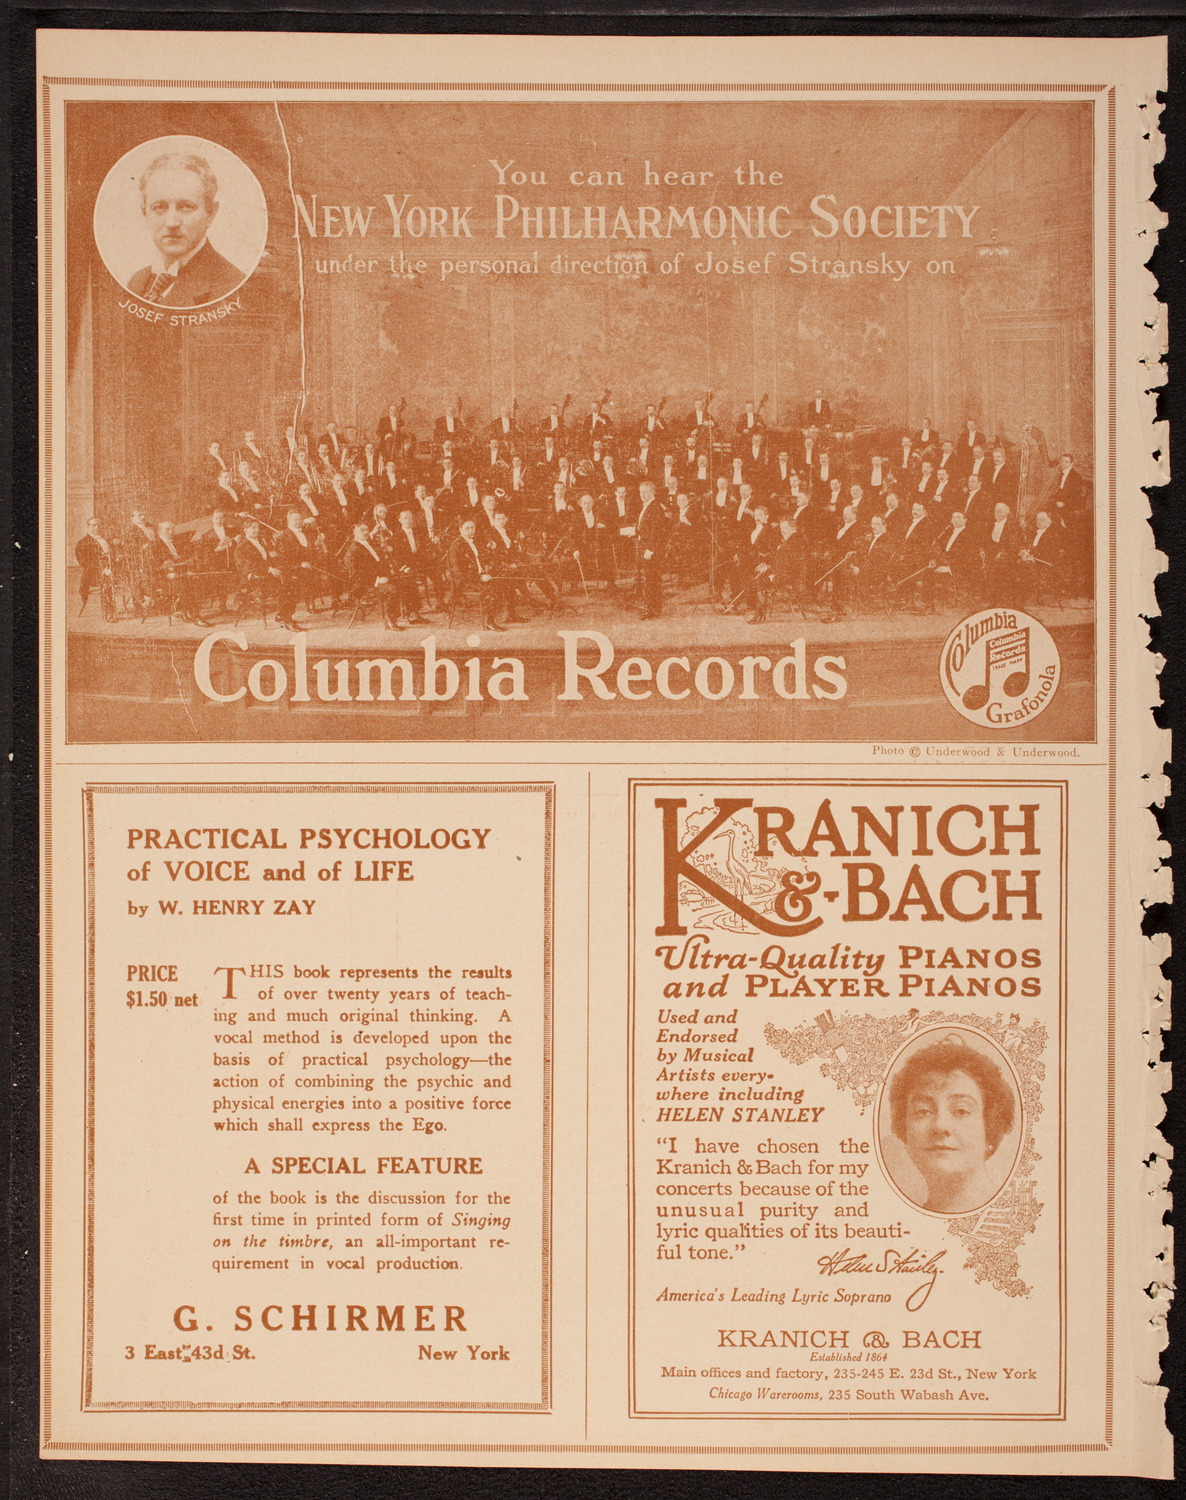 You can hear the
NEW YORK PHILHARMONIC SOCIETY
under the personal direction of Josef Stransky on
JOSEF STRANSKY
Columbia Records
Columbia
Columbia
Records
TRADE MARK
Grafonola
Photo © Underwood & Underwood.
PRACTICAL PSYCHOLOGY
of VOICE and of LIFE
by W. HENRY ZAY
PRICE
$1.50 net
THIS book represents the results
of over twenty years of teach-
ing and much original thinking. A
vocal method is developed upon the
basis of practical psychology—the
action of combining the psychic and
physical energies into a positive force
which shall express the Ego.
A SPECIAL FEATURE
of the book is the discussion for the
first time in printed form of Singing
on the timbre, an all-important re-
quirement in vocal production.
G. SCHIRMER
3 East 43d St. New York
KRANICH
&-BACH
Ultra-Quality PIANOS
and PLAYER PIANOS
Used and
Endorsed
by Musical
Artists every-
where including
HELEN STANLEY
"I have chosen the
Kranich & Bach for my
concerts because of the
unusual purity and
lyric qualities of its beauti-
ful tone."
Helen Stanley.
America's Leading Lyric Soprano
KRANICH & BACH
Established 1864
Main offices and factory, 235-245 E. 23d St., New York
Chicago Warerooms, 235 South Wabash Ave.